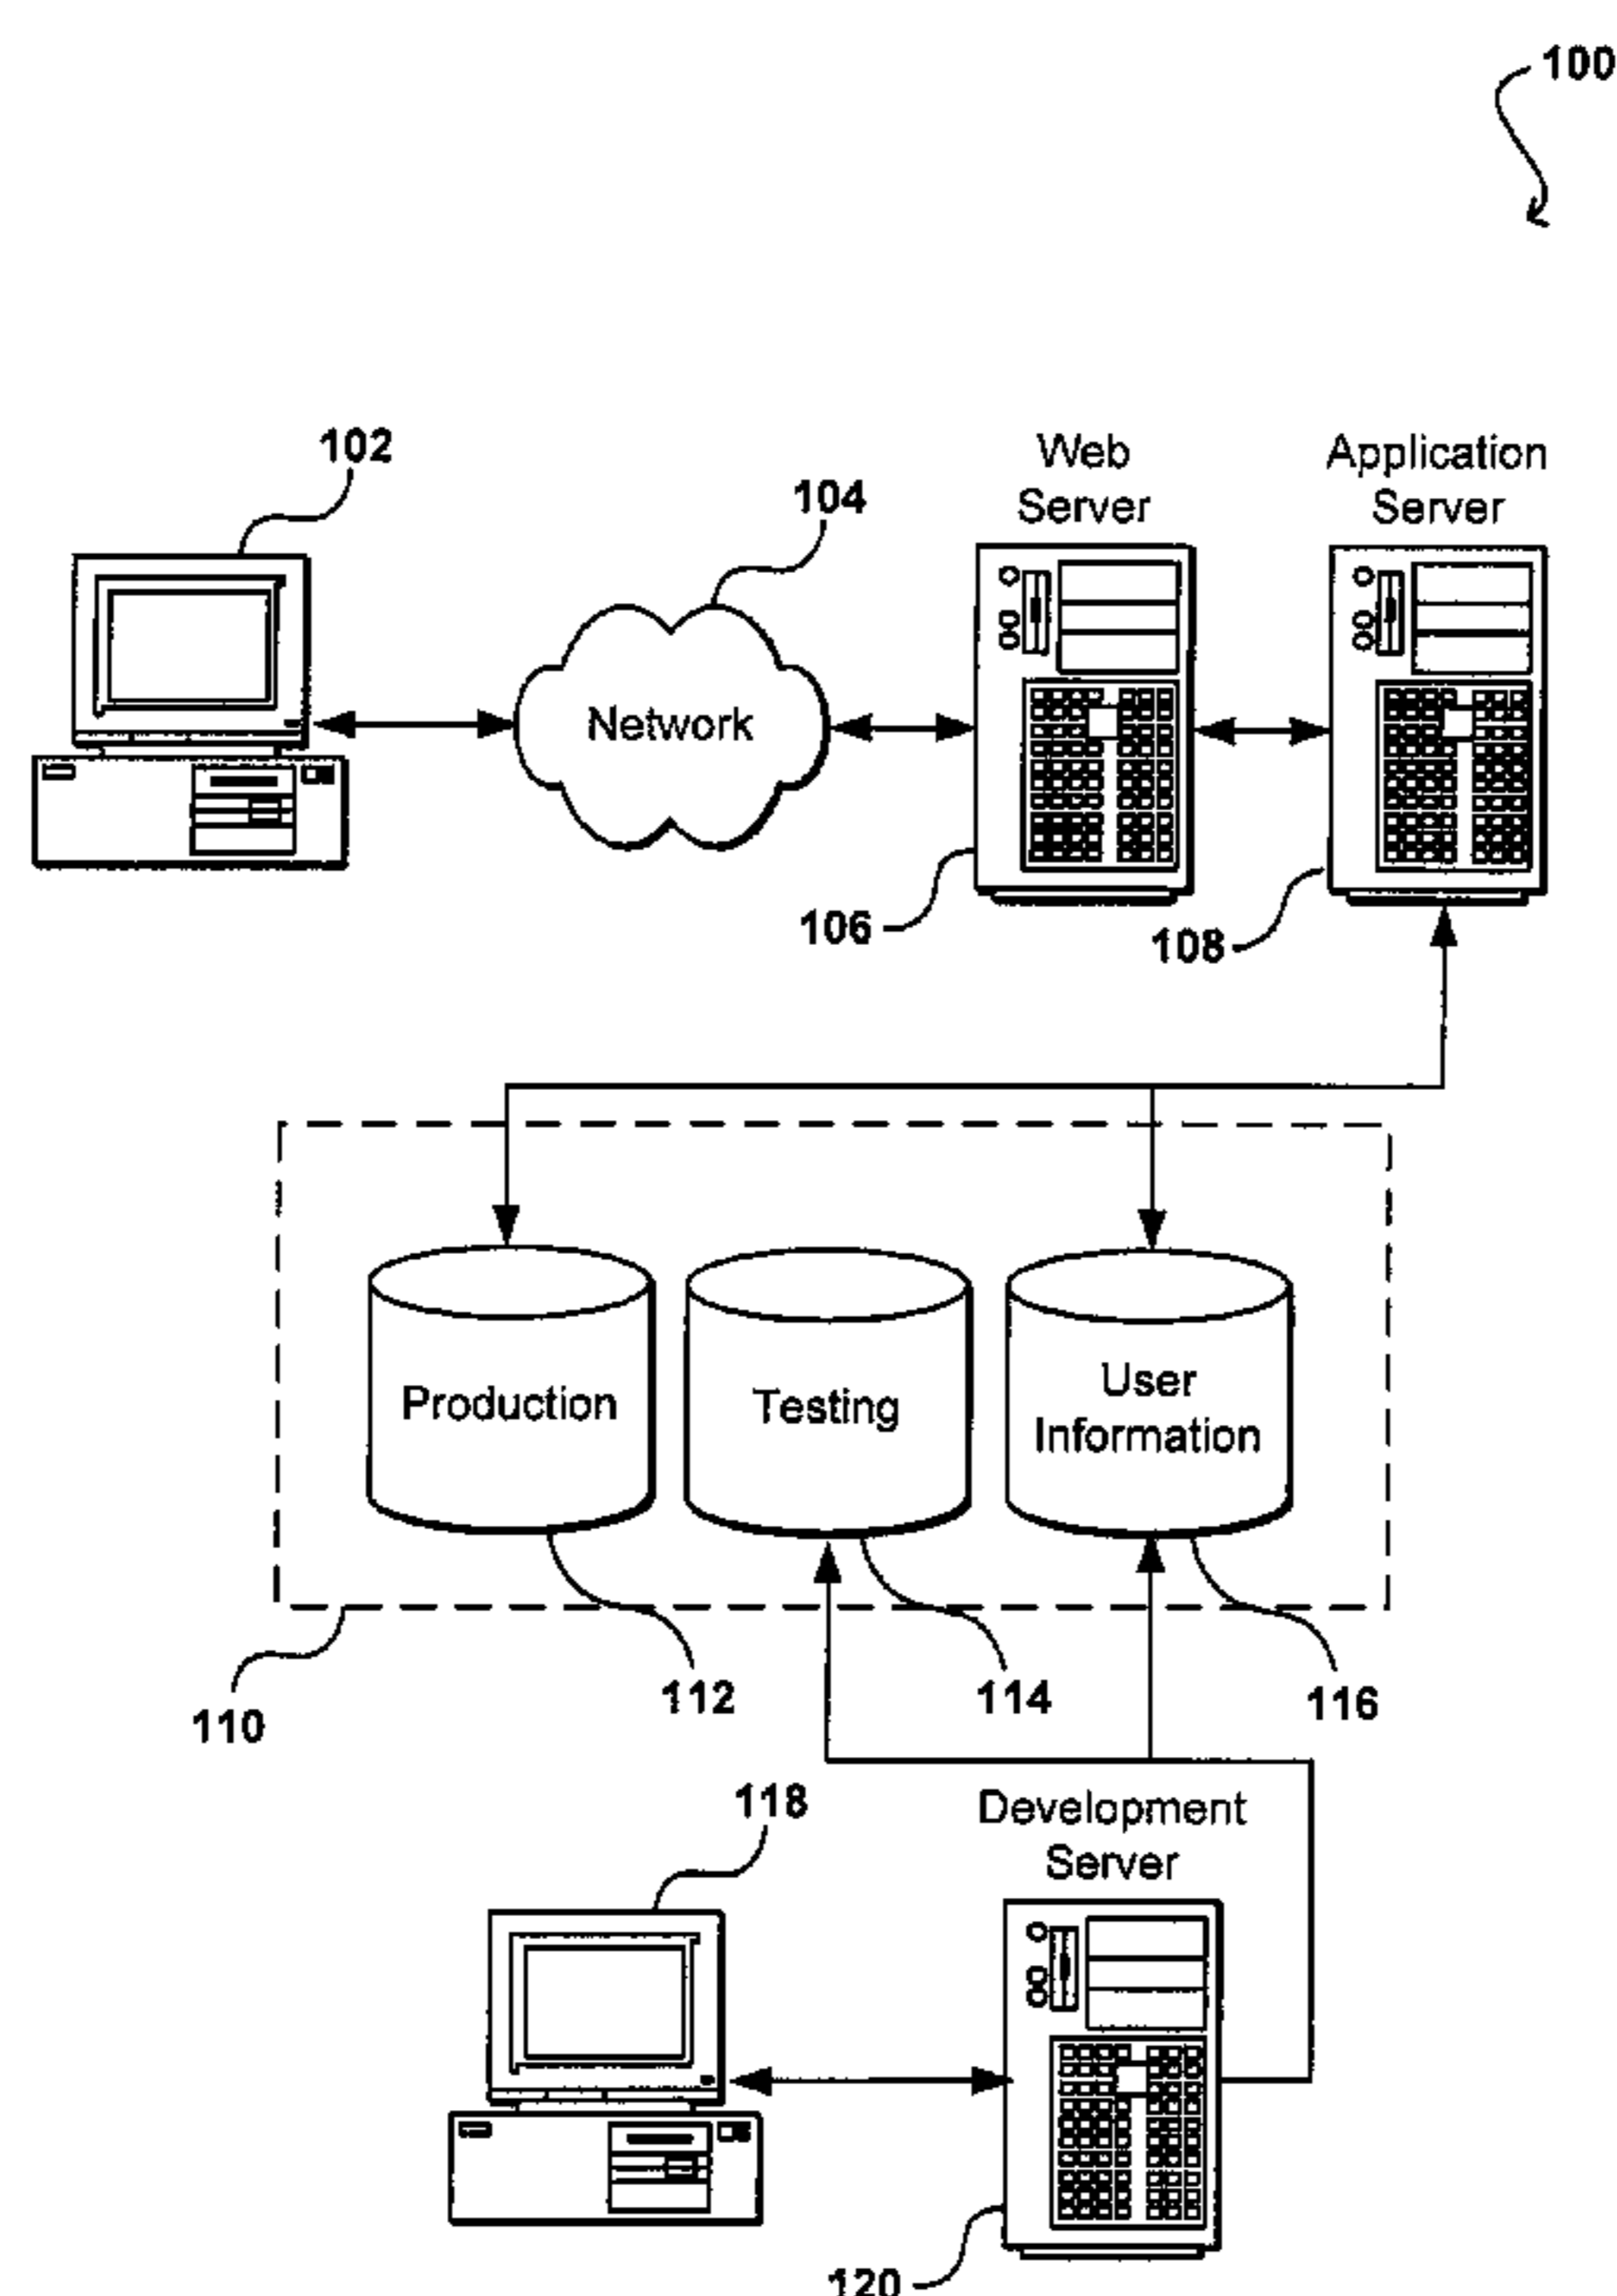 100
102
104
Web
Server
Application
Server
Network
106
108
Production
Testing
User
Information
110
112
114
116
118
Development
Server
120